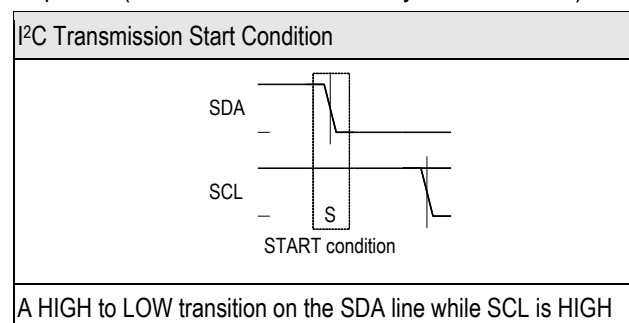 I²C Transmission Start Condition
SDA
SCL
S
START condition
A HIGH to LOW transition on the SDA line while SCL is HIGH